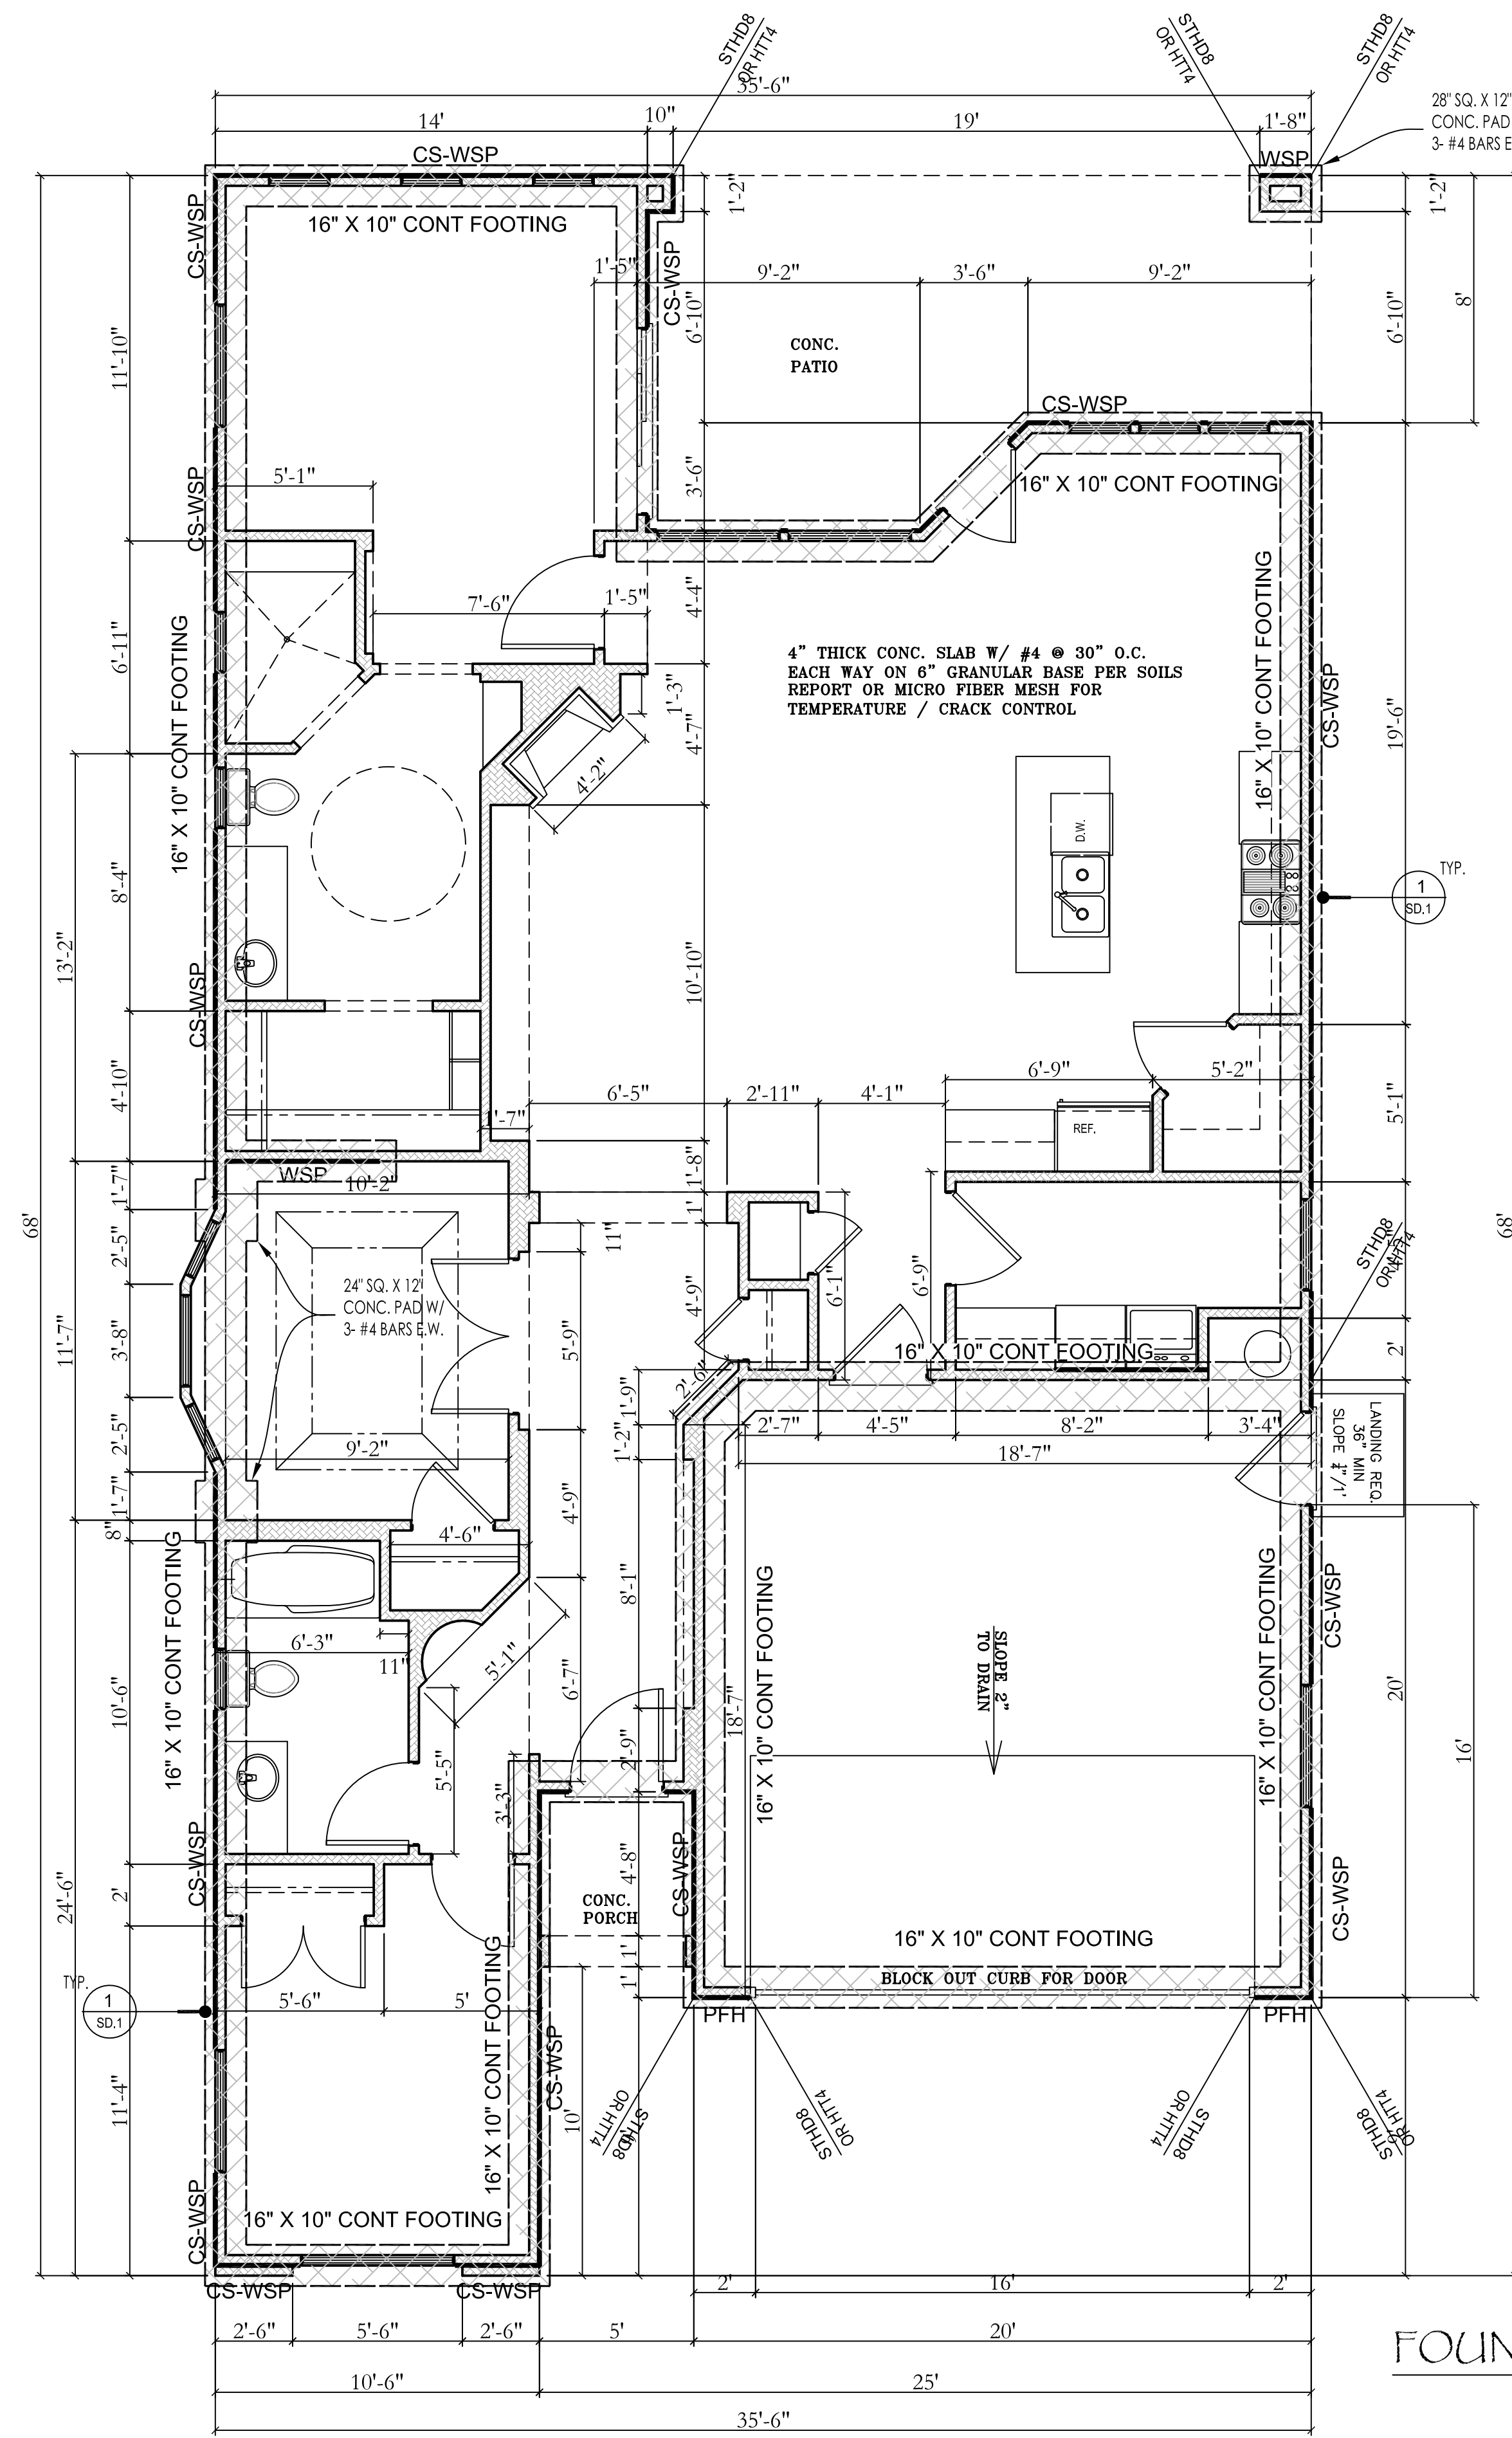 STHD8
OR HTT4
STHD8
OR HTT4
STHD8
OR HTT4
35'-6"
14'
10"
19'
1'-8"
28" SQ. X 12"
CONC. PAD
3- #4 BARS E
CS-WSP
WSP
1'-2"
1'-2"
CS-WSP
16" X 10" CONT FOOTING
CS-WSP
1'-5"
9'-2"
3'-6"
9'-2"
6'-10"
6'-10"
8'
11'-10"
CONC.
PATIO
CS-WSP
CS-WSP
5'-1"
3'-6"
16" X 10" CONT FOOTING
7'-6"
1'-5"
4'-4"
6'-11"
16" X 10" CONT FOOTING
4” THICK CONC. SLAB W/ #4 @ 30” O.C.
EACH WAY ON 6” GRANULAR BASE PER SOILS
REPORT OR MICRO FIBER MESH FOR
TEMPERATURE / CRACK CONTROL
16" X 10" CONT FOOTING
CS-WSP
19'-6"
1'-3"
4'-7"
4'-2"
D.W.
TYP.
1
SD.1
8'-4"
13'-2"
10'-10"
CS-WSP
4'-10"
6'-5"
2'-11"
4'-1"
6'-9"
5'-2"
5'-1"
1'-7"
REF.
WSP
10'-2"
1'-7"
1'-8"
1'
68'
68'
2'-5"
11"
6'-1"
6'-9"
STHD8
OR HTT4
24" SQ. X 12"
CONC. PAD W/
3- #4 BARS E.W.
4'-9"
11'-7"
3'-8"
5'-9"
16" X 10" CONT FOOTING
2'
2'-6"
1'-9"
2'-5"
9'-2"
1'-2"
2'-7"
4'-5"
8'-2"
3'-4"
18'-7"
LANDING REQ.
36" MIN
SLOPE ¼"/1'
1'-7"
8"
4'-6"
4'-9"
8'-1"
16" X 10" CONT FOOTING
6'-3"
11"
5'-1"
6'-7"
16" X 10" CONT FOOTING
16" X 10" CONT FOOTING
CS-WSP
10'-6"
SLOPE 2"
TO DRAIN
18'-7"
20'
16'
5'-5"
2'-9"
3'-3"
CS-WSP
4'-8"
CS-WSP
CS-WSP
2'
24'-6"
CONC.
PORCH
16" X 10" CONT FOOTING
1'
1'
BLOCK OUT CURB FOR DOOR
TYP.
1
SD.1
5'-6"
5'
PFH
PFH
16" X 10" CONT FOOTING
CS-WSP
11'-4"
10'
STHD8
OR HTT4
STHD8
OR HTT4
STHD8
OR HTT4
STHD8
OR HTT4
CS-WSP
16" X 10" CONT FOOTING
CS-WSP
CS-WSP
2'
16'
2'
2'-6"
5'-6"
2'-6"
5'
20'
10'-6"
25'
35'-6"
FOUN